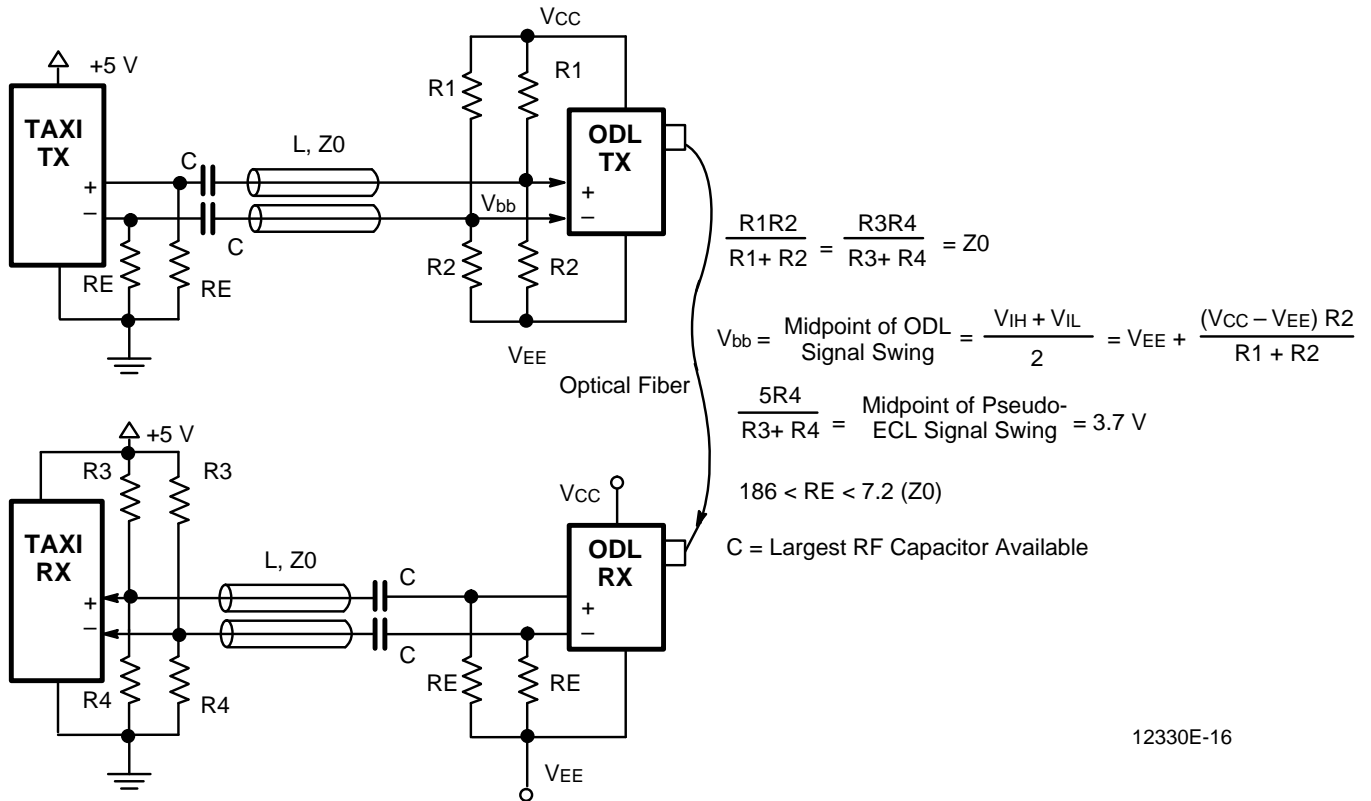 VCC
+5 V
R1
R1
TAXI
TX
ODL
TX
L, Z0
C
+
−
+
−
Vbb
C
RE
RE
R2
R2
VEE
R1R2 / R1+ R2 = R3R4 / R3+ R4 = Z0
Vbb = Midpoint of ODL Signal Swing = VIH + VIL / 2 = VEE + (VCC – VEE) R2 / R1 + R2
Optical Fiber
5R4 / R3+ R4 = Midpoint of Pseudo-ECL Signal Swing = 3.7 V
186 < RE < 7.2 (Z0)
C = Largest RF Capacitor Available
+5 V
R3
R3
VCC
TAXI
RX
ODL
RX
L, Z0
C
+
−
+
−
C
R4
R4
RE
RE
VEE
12330E-16